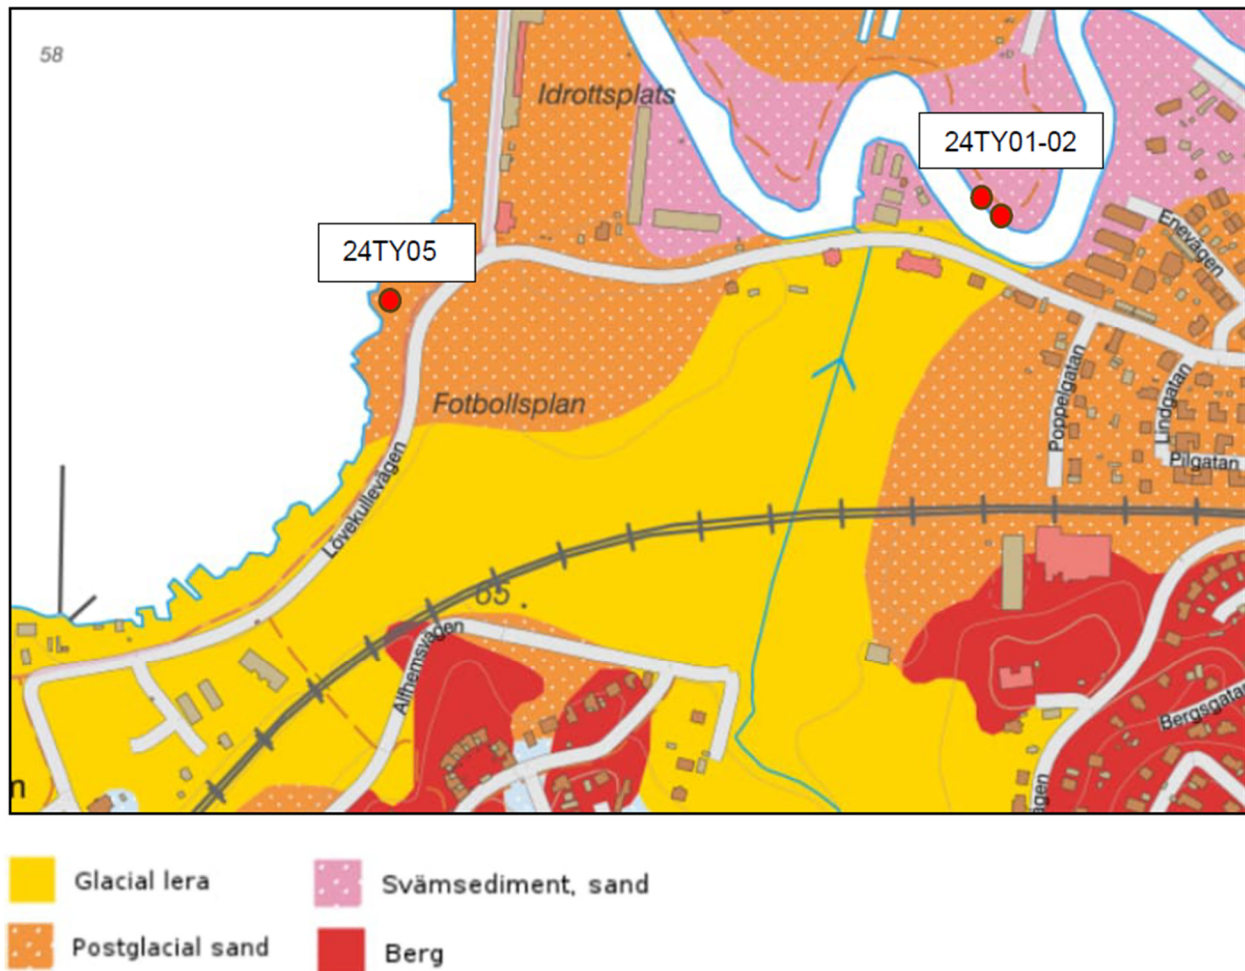 58
Idrottsplats
24TY01-02
Enevägen
24TY05
Poppelgatan
Lindgatan
Fotbollsplan
Pilgatan
Lövekullevägen
65
Alfhemsvägen
Bergsgatan
m
ägen
Glacial lera
Svämsediment, sand
Postglacial sand
Berg